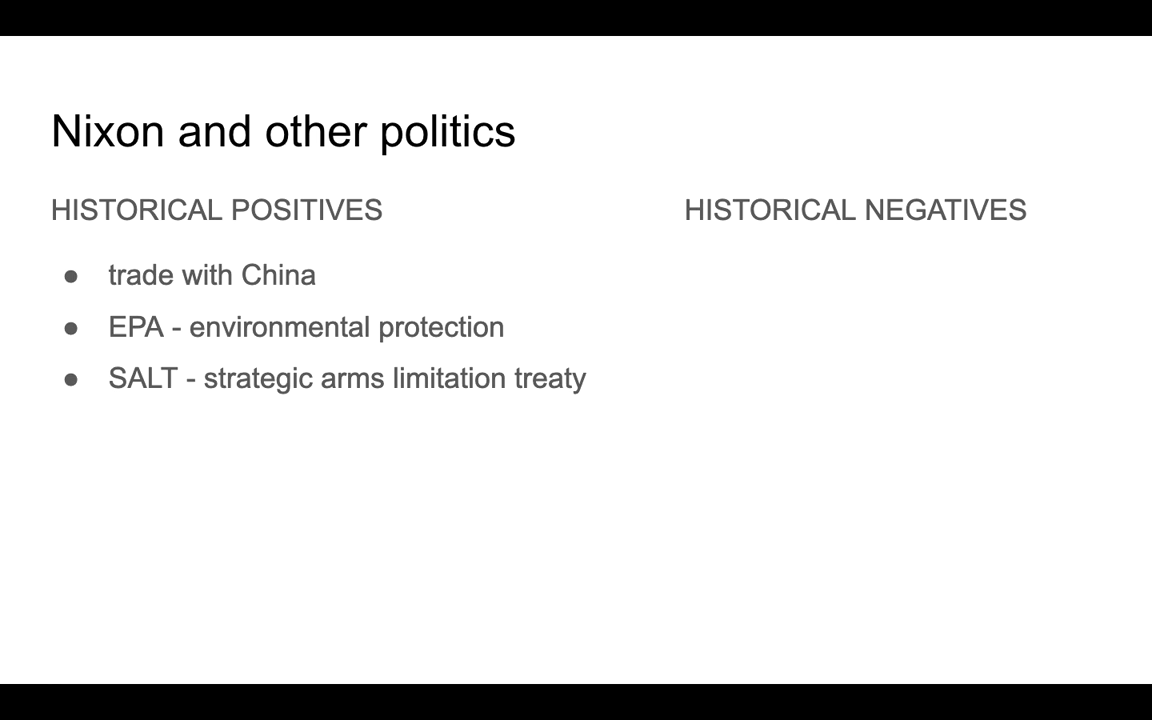 Nixon and other politics
HISTORICAL POSITIVES
● trade with China
● EPA - environmental protection
● SALT - strategic arms limitation treaty
HISTORICAL NEGATIVES